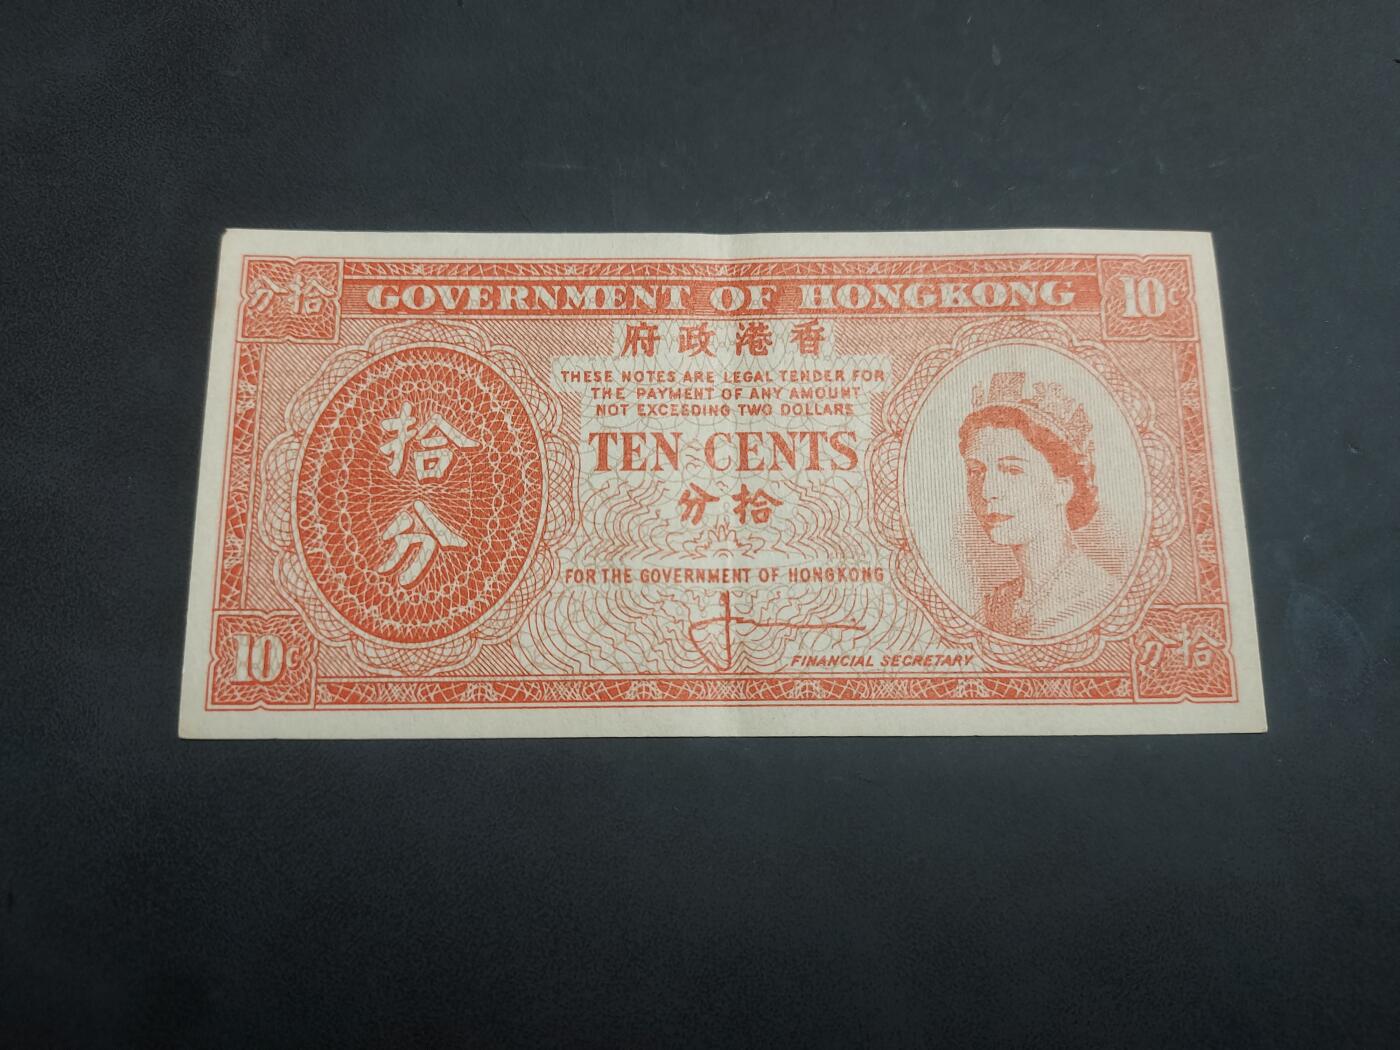 分拾
GOVERNMENT OF HONGKONG
10c
府政港香
THESE NOTES ARE LEGAL TENDER FOR
THE PAYMENT OF ANY AMOUNT
NOT EXCEEDING TWO DOLLARS
拾
分
TEN CENTS
分拾
FOR THE GOVERNMENT OF HONGKONG
FINANCIAL SECRETARY
10c
分拾